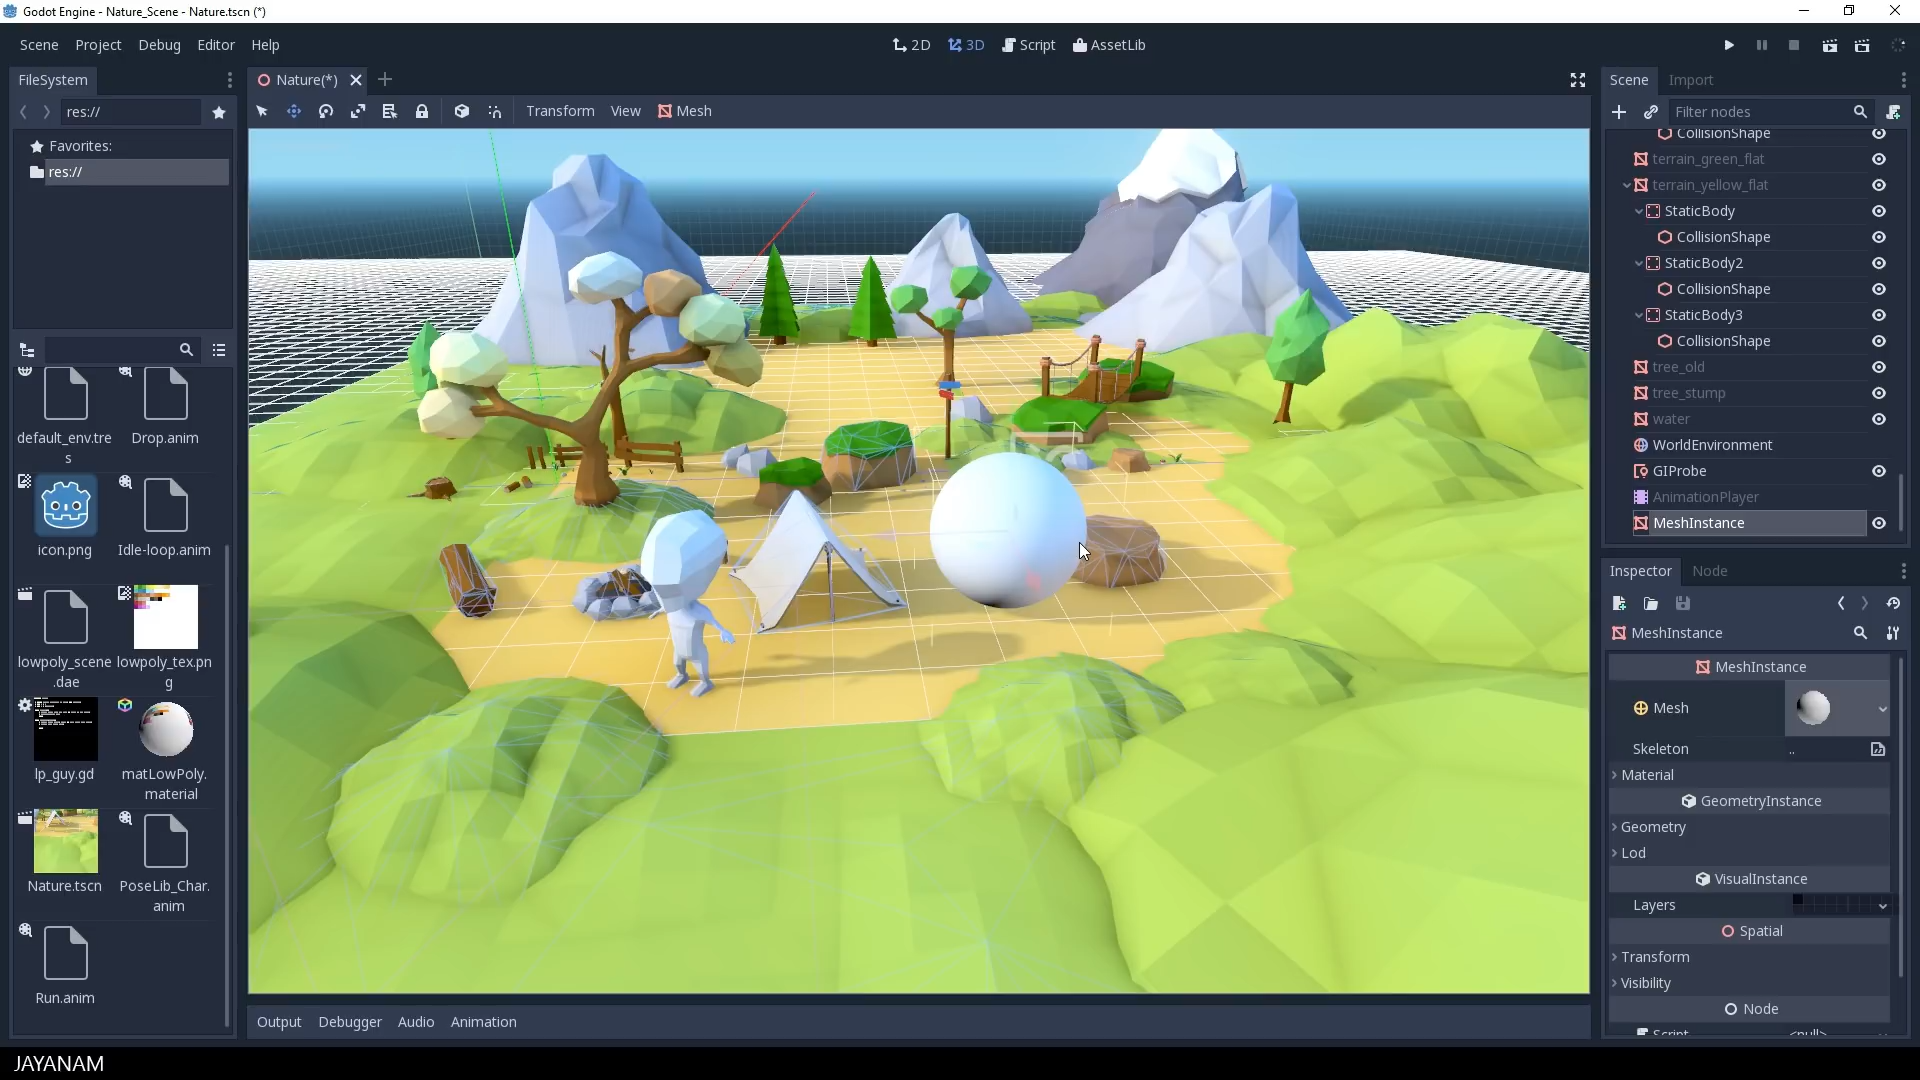 Godot Engine - Nature_Scene - Nature.tscn (*)
Scene Project Debug Editor Help
2D 3D Script AssetLib
FileSystem
res://
Favorites:
res://
default_env.tre
s
Drop.anim
icon.png
Idle-loop.anim
lowpoly_scene
.dae
lowpoly_tex.pn
g
lp_guy.gd
matLowPoly.
material
Nature.tscn
PoseLib_Char.
anim
Run.anim
Nature(*)
Transform View Mesh
Output Debugger Audio Animation
Scene Import
Filter nodes
CollisionShape
terrain_green_flat
terrain_yellow_flat
StaticBody
CollisionShape
StaticBody2
CollisionShape
StaticBody3
CollisionShape
tree_old
tree_stump
water
WorldEnvironment
GIProbe
AnimationPlayer
MeshInstance
Inspector Node
MeshInstance
MeshInstance
Mesh
Skeleton ..
Material
GeometryInstance
Geometry
Lod
VisualInstance
Layers
Spatial
Transform
Visibility
Node
Script <null>
JAYANAM